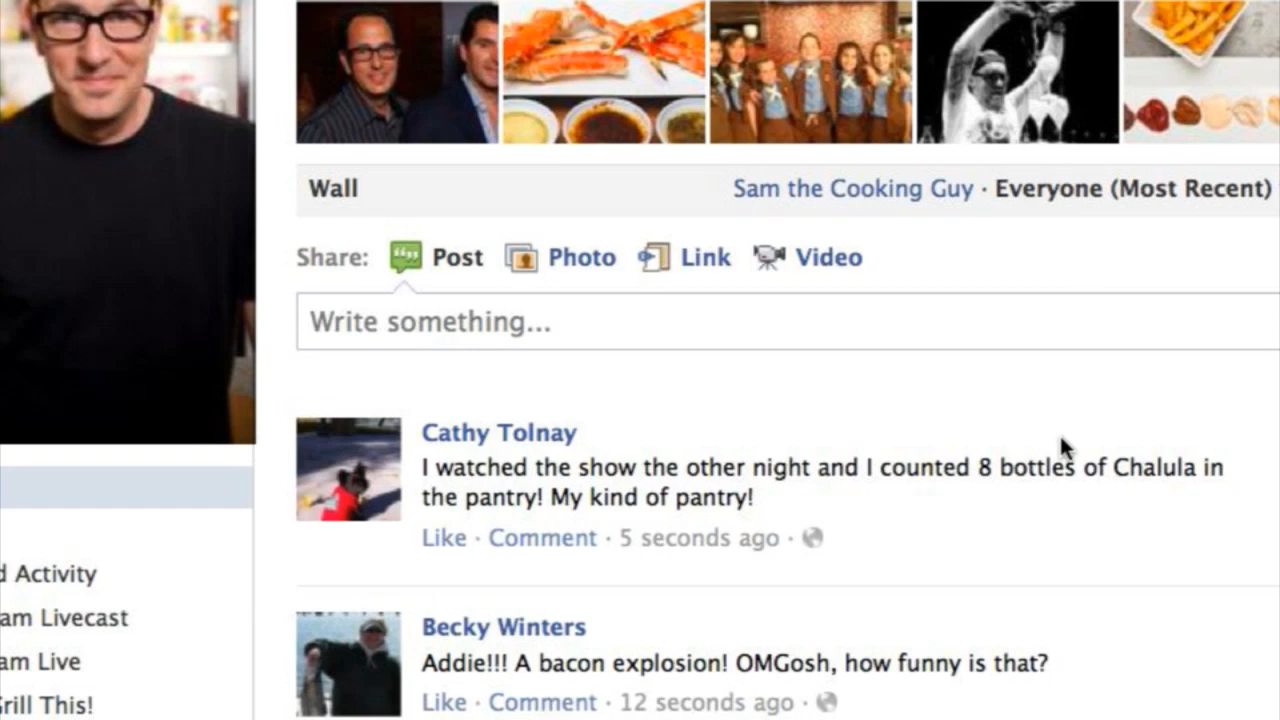 Wall
Sam the Cooking Guy · Everyone (Most Recent)
Share: Post Photo Link Video
Write something...
Cathy Tolnay
I watched the show the other night and I counted 8 bottles of Chalula in
the pantry! My kind of pantry!
Like · Comment · 5 seconds ago ·
Becky Winters
Addie!!! A bacon explosion! OMGosh, how funny is that?
Like · Comment · 12 seconds ago ·
d Activity
am Livecast
am Live
Grill This!